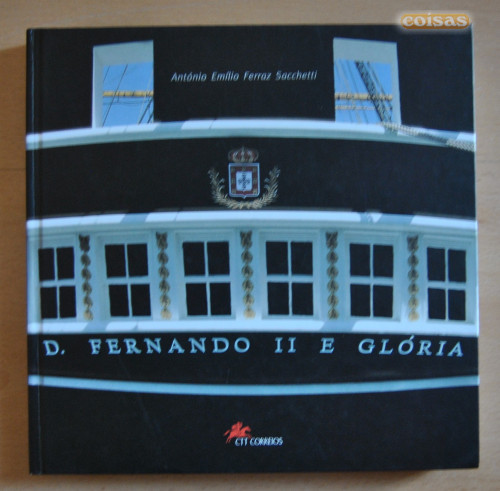 coisas
António Emílio Ferraz Sacchetti
D. FERNANDO II E GLÓRIA
CTT CORREIOS